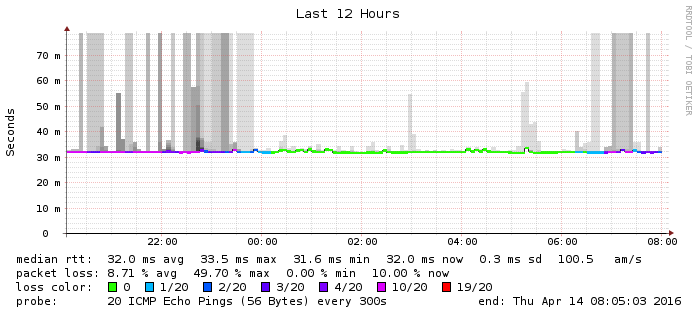 Last 12 Hours
RRDTOOL / TOBI OETIKER
Seconds
70 m
60 m
50 m
40 m
30 m
20 m
10 m
0
22:00 00:00 02:00 04:00 06:00 08:00
median rtt: 32.0 ms avg 33.5 ms max 31.6 ms min 32.0 ms now 0.3 ms sd 100.5 am/s
packet loss: 8.71 % avg 49.70 % max 0.00 % min 10.00 % now
loss color: 0 1/20 2/20 3/20 4/20 10/20 19/20
probe: 20 ICMP Echo Pings (56 Bytes) every 300s end: Thu Apr 14 08:05:03 2016